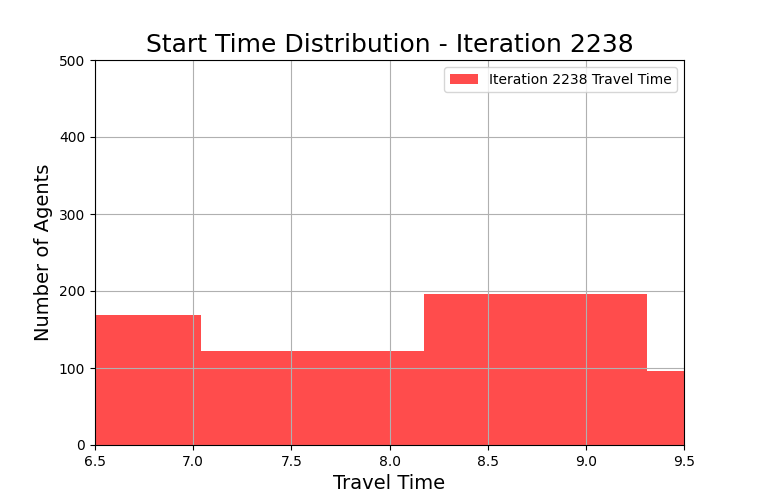 Start Time Distribution - Iteration 2238
Iteration 2238 Travel Time
Number of Agents
500
400
300
200
100
0
6.5 7.0 7.5 8.0 8.5 9.0 9.5
Travel Time